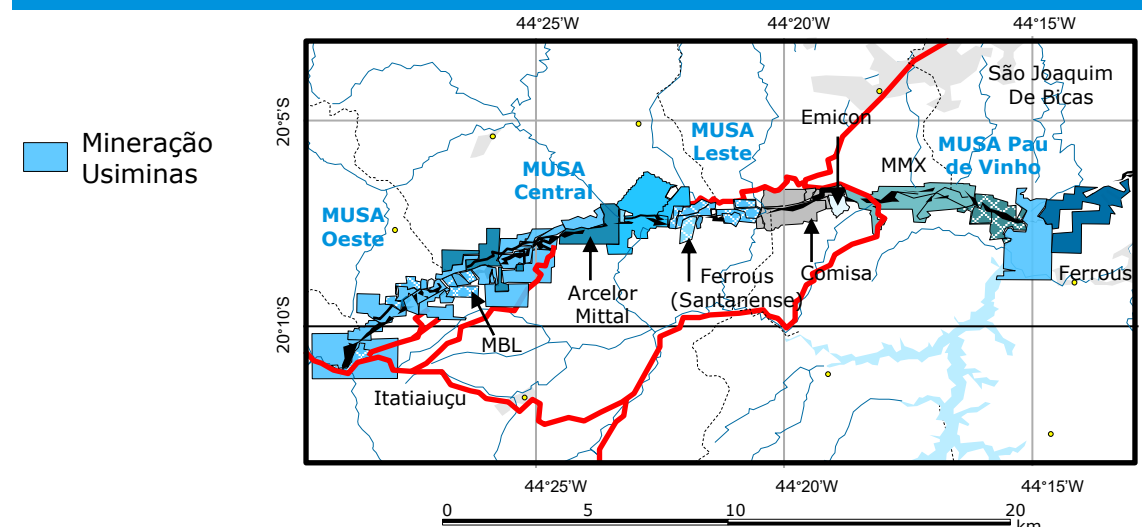 44°25'W 44°20'W 44°15'W
20°5'S
20°10'S
Mineração
Usiminas
São Joaquim
De Bicas
Emicon
MUSA
Leste
MUSA Pau
de Vinho
MMX
MUSA
Central
MUSA
Oeste
Arcelor
Mittal
Ferrous
(Santanense)
Comisa
Ferrous
MBL
Itatiaiuçu
44°25'W 44°20'W 44°15'W
0 5 10 20
km